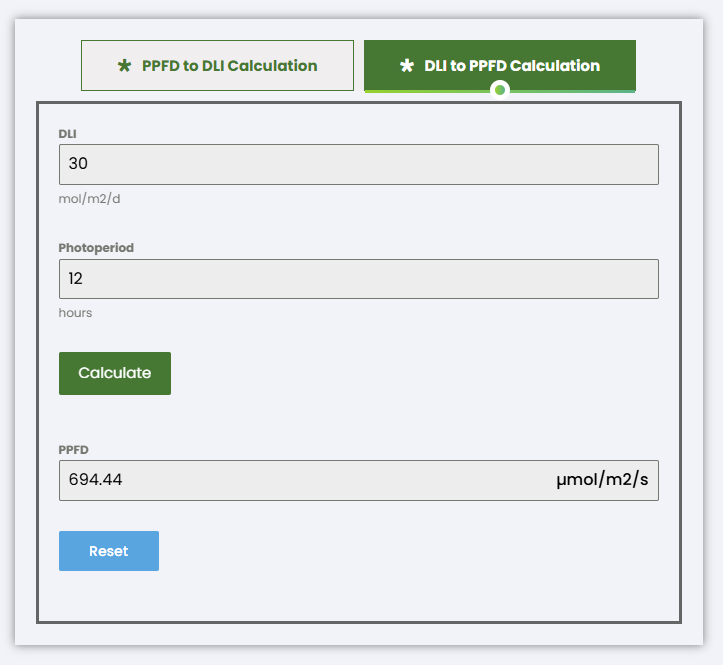 * PPFD to DLI Calculation
* DLI to PPFD Calculation
DLI
30
mol/m2/d
Photoperiod
12
hours
Calculate
PPFD
694.44 μmol/m2/s
Reset